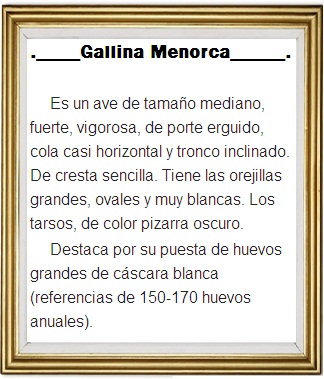 .____Gallina Menorca_____.
Es un ave de tamaño mediano,
fuerte, vigorosa, de porte erguido,
cola casi horizontal y tronco inclinado.
De cresta sencilla. Tiene las orejillas
grandes, ovales y muy blancas. Los
tarsos, de color pizarra oscuro.
Destaca por su puesta de huevos
grandes de cáscara blanca
(referencias de 150-170 huevos
anuales).